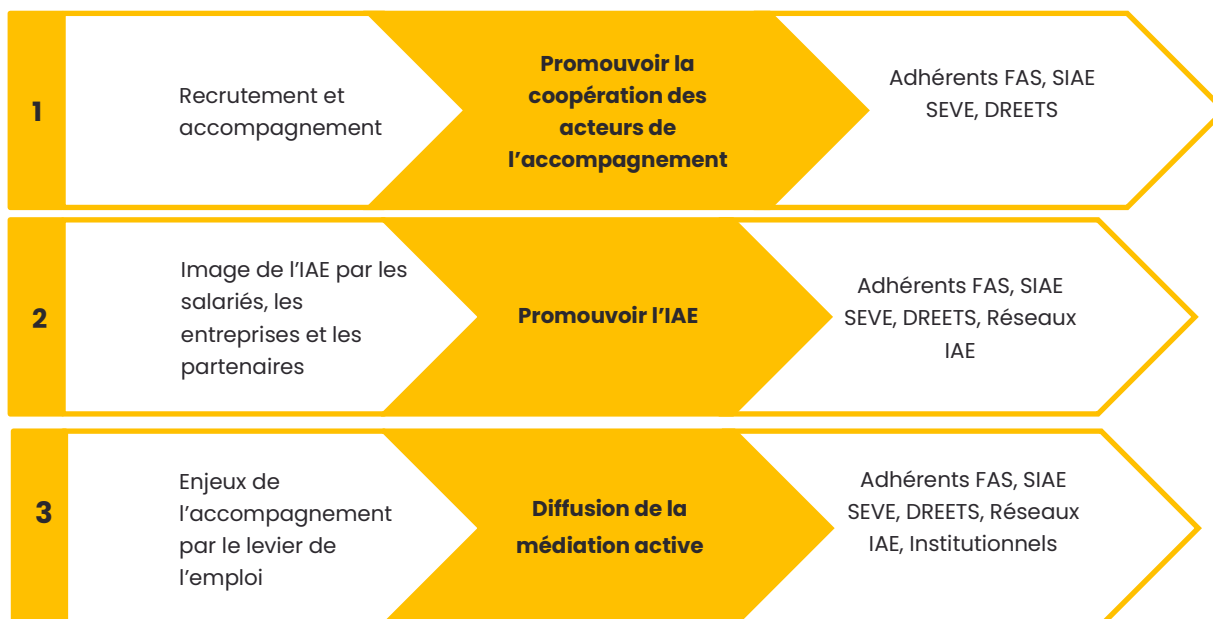 1
Recrutement et
accompagnement
Promouvoir la
coopération des
acteurs de
l’accompagnement
Adhérents FAS, SIAE
SEVE, DREETS
2
Image de l’IAE par les
salariés, les
entreprises et les
partenaires
Promouvoir l’IAE
Adhérents FAS, SIAE
SEVE, DREETS, Réseaux
IAE
3
Enjeux de
l’accompagnement
par le levier de
l’emploi
Diffusion de la
médiation active
Adhérents FAS, SIAE
SEVE, DREETS, Réseaux
IAE, Institutionnels